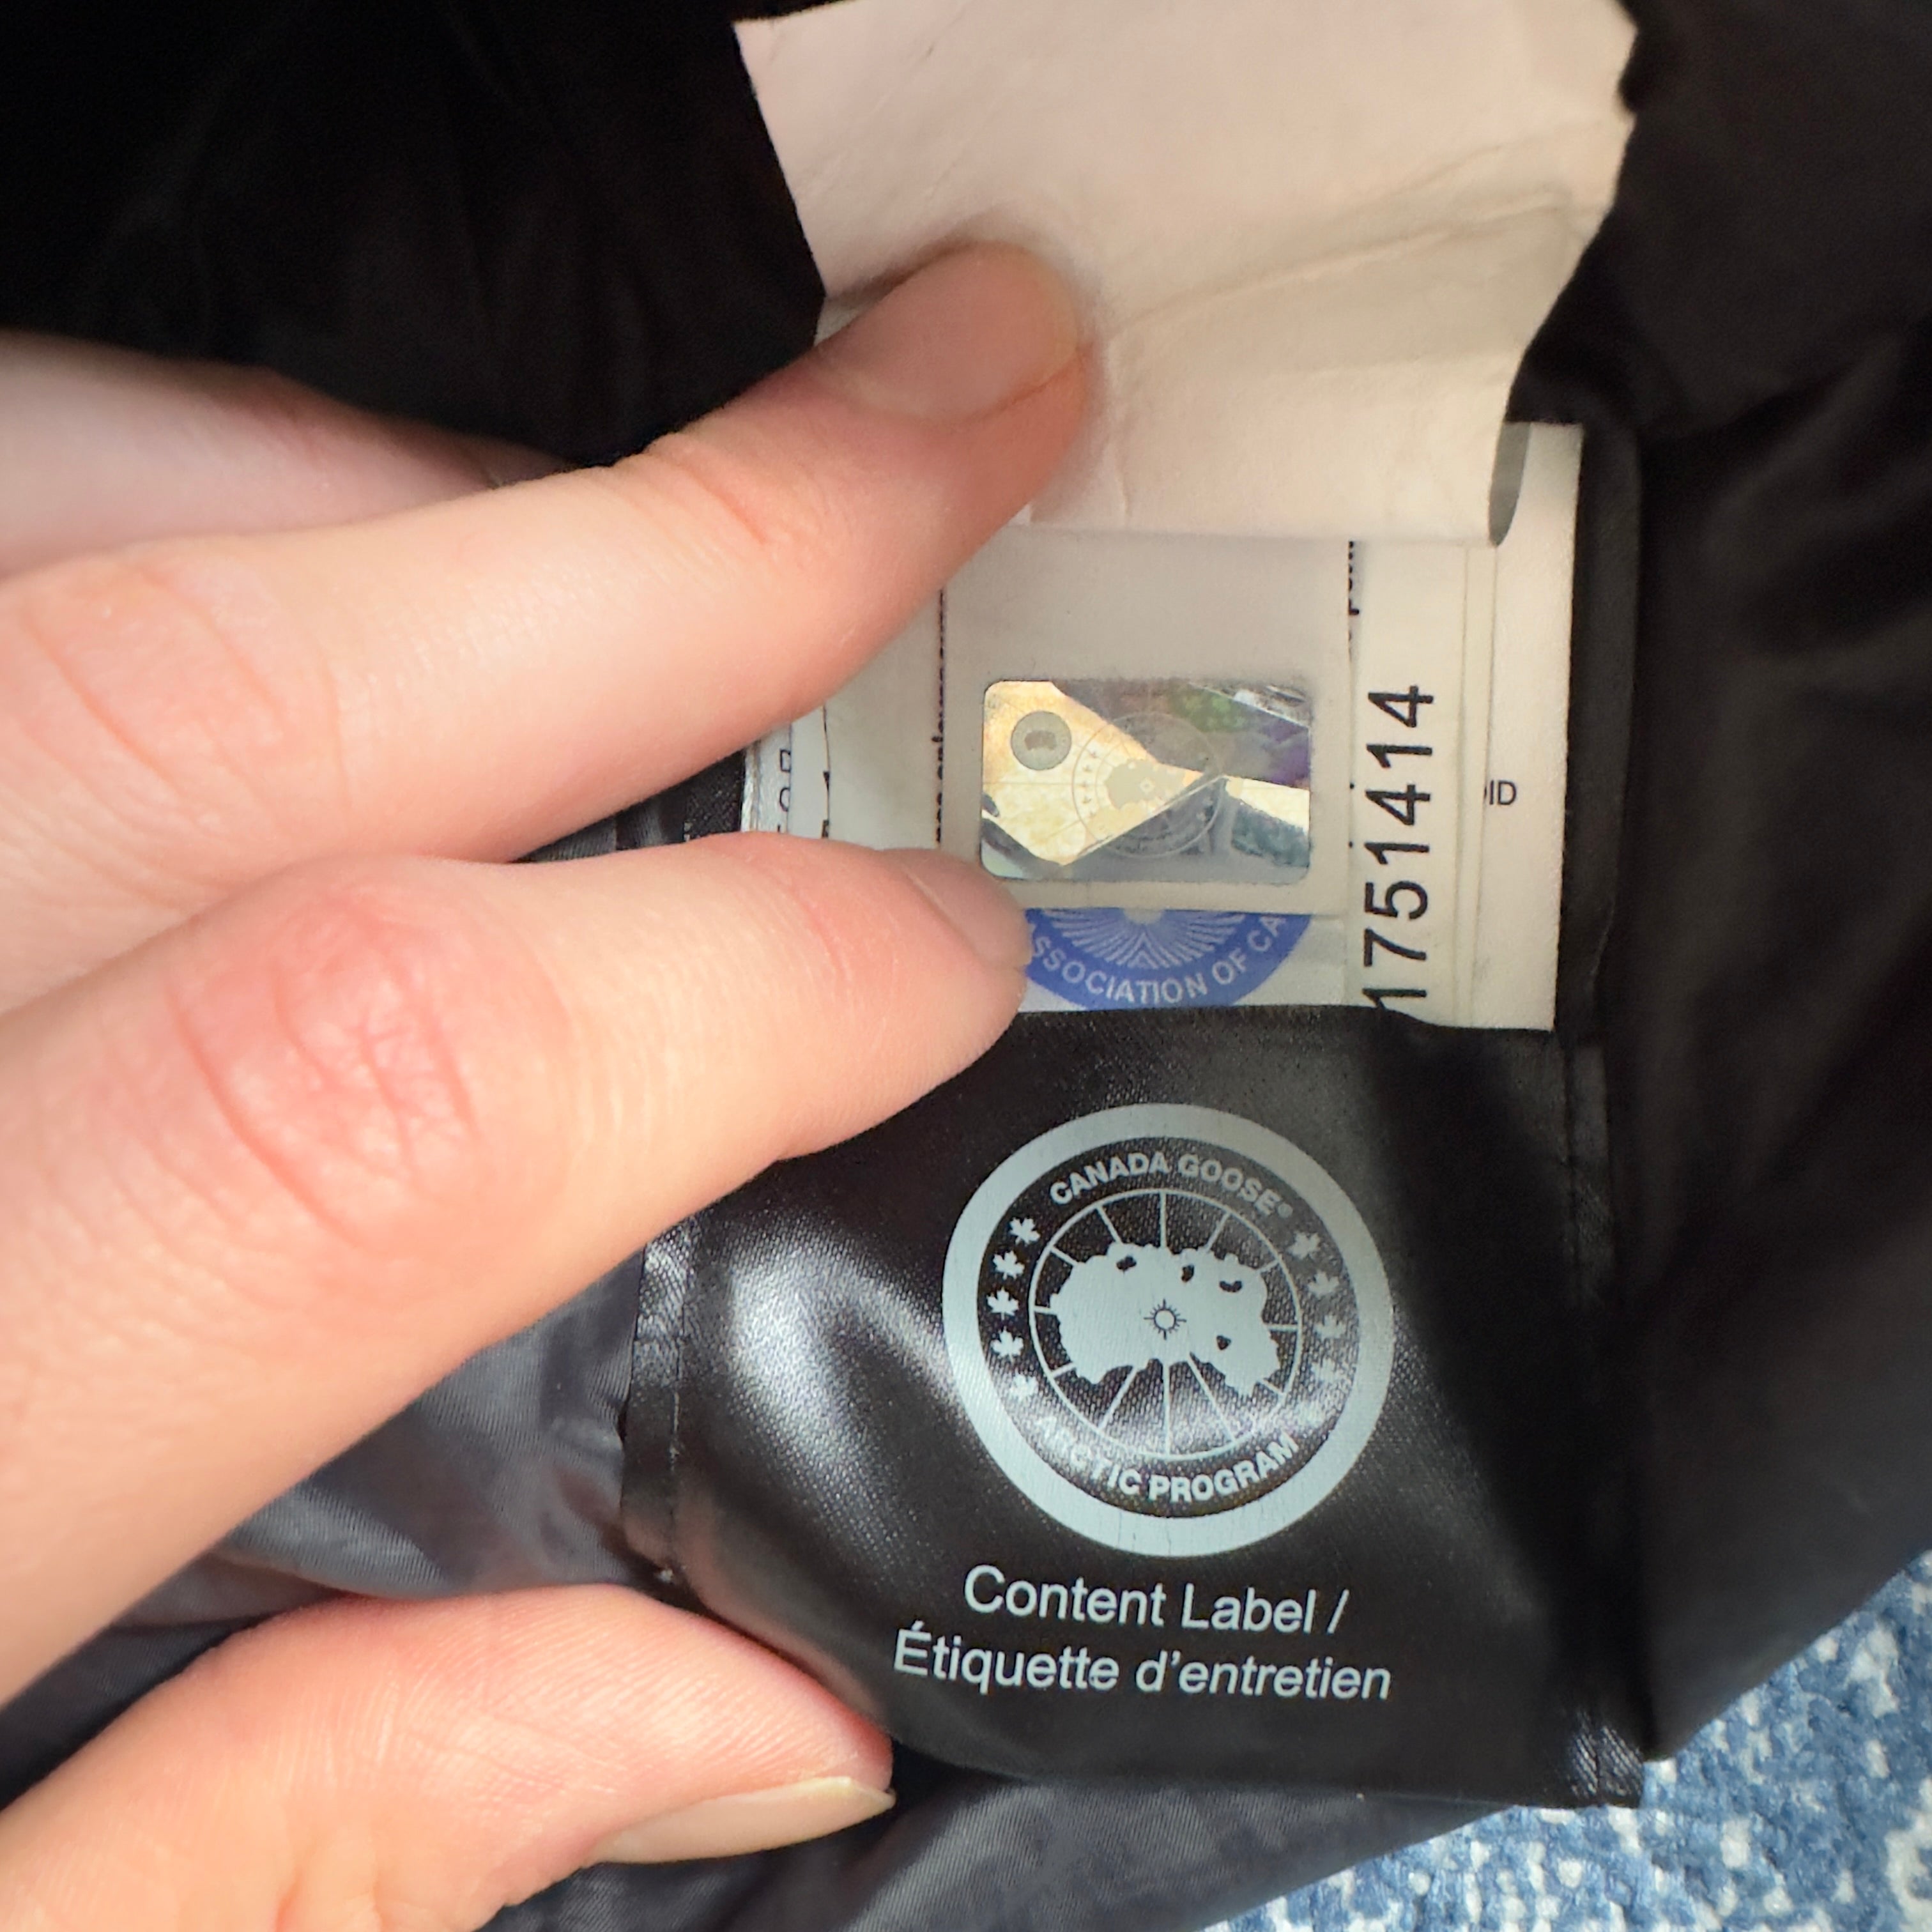 1751414
ID
SSOCIATION OF CA
CANADA GOOSE®
ARCTIC PROGRAM
Content Label /
Étiquette d'entretien